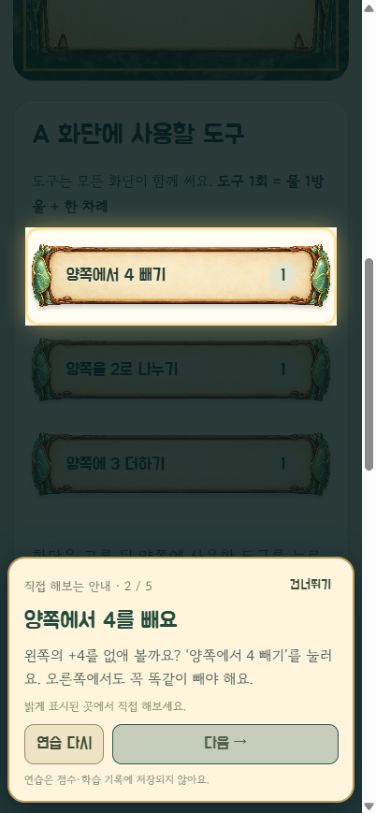 A 화단에 사용할 도구
도구는 모든 화단이 함께 써요. 도구 1회 = 물 1방
울 + 한 차례
양쪽에서 4 빼기 1
양쪽을 2로 나누기 1
양쪽에 3 더하기 1
직접 해보는 안내 · 2 / 5 건너뛰기
양쪽에서 4를 빼요
왼쪽의 +4를 없애 볼까요? ‘양쪽에서 4 빼기’를 눌러
요. 오른쪽에서도 꼭 똑같이 빼야 해요.
밝게 표시된 곳에서 직접 해보세요.
연습 다시 다음 →
연습은 점수·학습 기록에 저장되지 않아요.